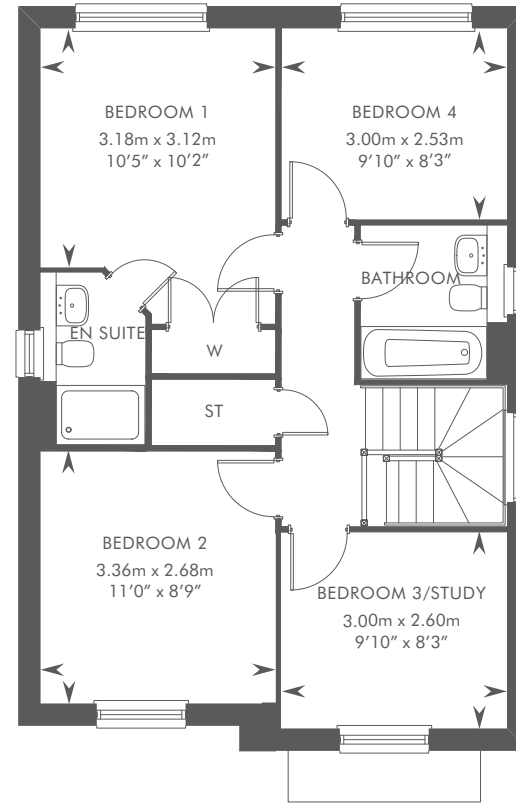 BEDROOM 1
3.18m x 3.12m
10’5” x 10’2”
BEDROOM 4
3.00m x 2.53m
9’10” x 8’3”
BATHROOM
EN SUITE
W
ST
BEDROOM 2
3.36m x 2.68m
11’0” x 8’9”
BEDROOM 3/STUDY
3.00m x 2.60m
9’10” x 8’3”